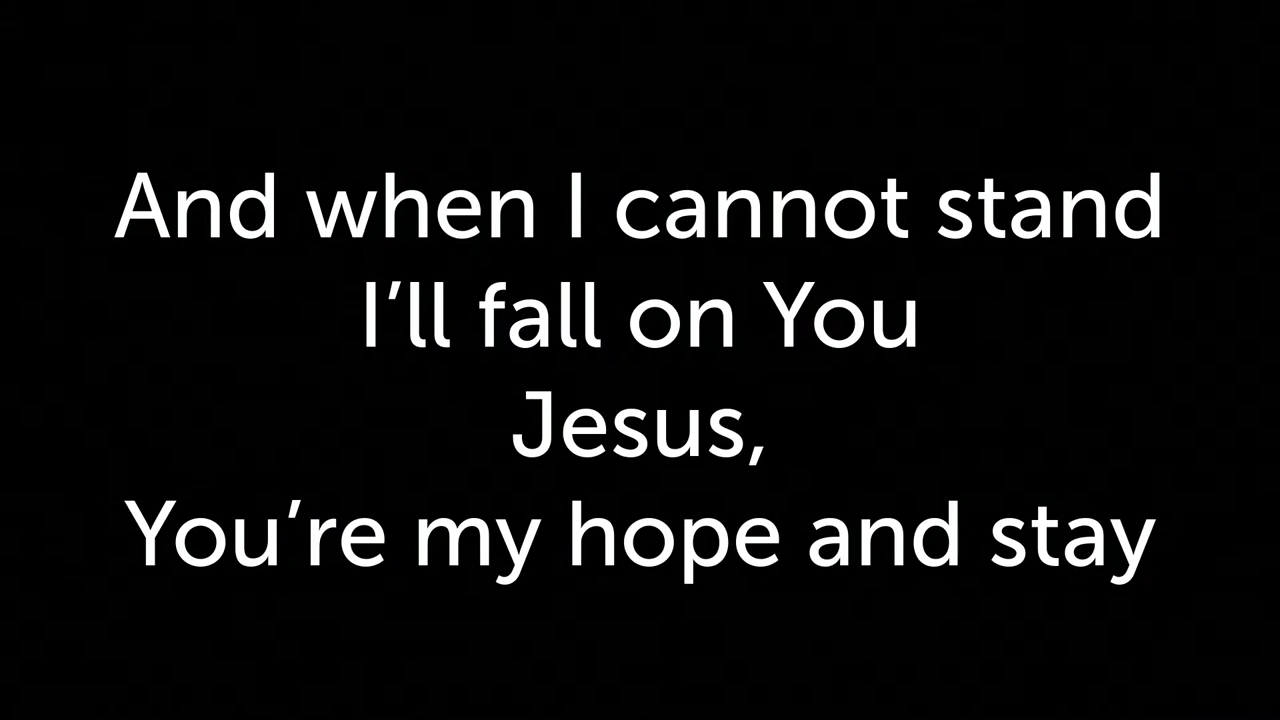 And when I cannot stand
I’ll fall on You
Jesus,
You’re my hope and stay